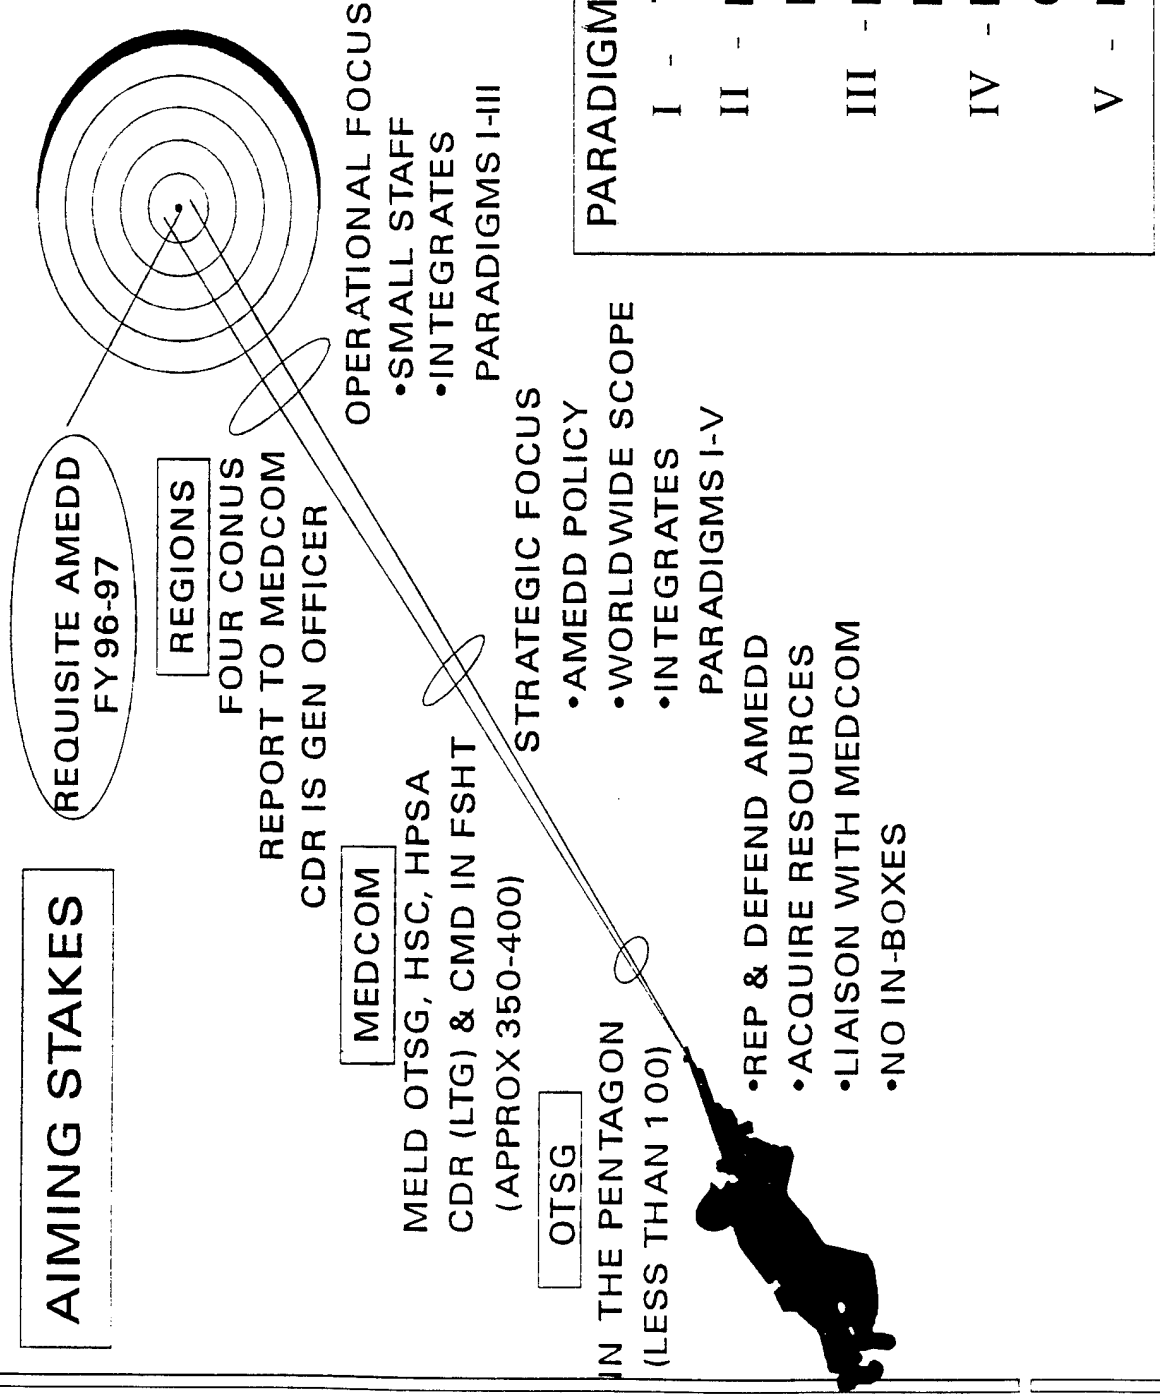 AIMING STAKES
REQUISITE AMEDD
FY96-97
REGIONS
FOUR CONUS
REPORT TO MEDCOM
CDR IS GEN OFFICER
OPERATIONAL FOCUS
•SMALL STAFF
•INTEGRATES
PARADIGMS I-III
MEDCOM
MELD OTSG, HSC, HPSA
CDR (LTG) & CMD IN FSHT
(APPROX 350-400)
STRATEGIC FOCUS
•AMEDD POLICY
•WORLDWIDE SCOPE
•INTEGRATES
PARADIGMS I-V
OTSG
IN THE PENTAGON
(LESS THAN 100)
•REP & DEFEND AMEDD
•ACQUIRE RESOURCES
•LIAISON WITH MEDCOM
•NO IN-BOXES
PARADIGM
I -
II -
III -
IV -
V -